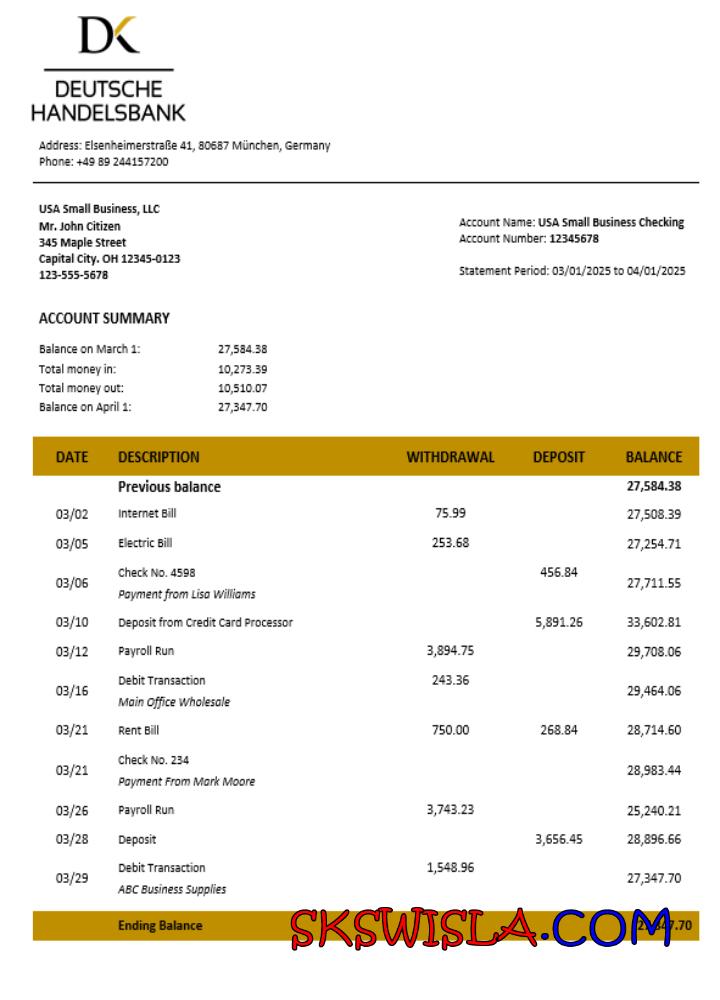 DK
DEUTSCHE
HANDELSBANK
Address: Elsenheimerstraße 41, 80687 München, Germany
Phone: +49 89 244157200
USA Small Business, LLC
Mr. John Citizen
345 Maple Street
Capital City. OH 12345-0123
123-555-5678
Account Name: USA Small Business Checking
Account Number: 12345678
Statement Period: 03/01/2025 to 04/01/2025
ACCOUNT SUMMARY
Balance on March 1: 27,584.38
Total money in: 10,273.39
Total money out: 10,510.07
Balance on April 1: 27,347.70
DATE DESCRIPTION WITHDRAWAL DEPOSIT BALANCE
Previous balance 27,584.38
03/02 Internet Bill 75.99 27,508.39
03/05 Electric Bill 253.68 27,254.71
03/06 Check No. 4598 456.84 27,711.55
Payment from Lisa Williams
03/10 Deposit from Credit Card Processor 5,891.26 33,602.81
03/12 Payroll Run 3,894.75 29,708.06
03/16 Debit Transaction 243.36 29,464.06
Main Office Wholesale
03/21 Rent Bill 750.00 268.84 28,714.60
03/21 Check No. 234 28,983.44
Payment From Mark Moore
03/26 Payroll Run 3,743.23 25,240.21
03/28 Deposit 3,656.45 28,896.66
03/29 Debit Transaction 1,548.96 27,347.70
ABC Business Supplies
Ending Balance
SKSWISLA.COM